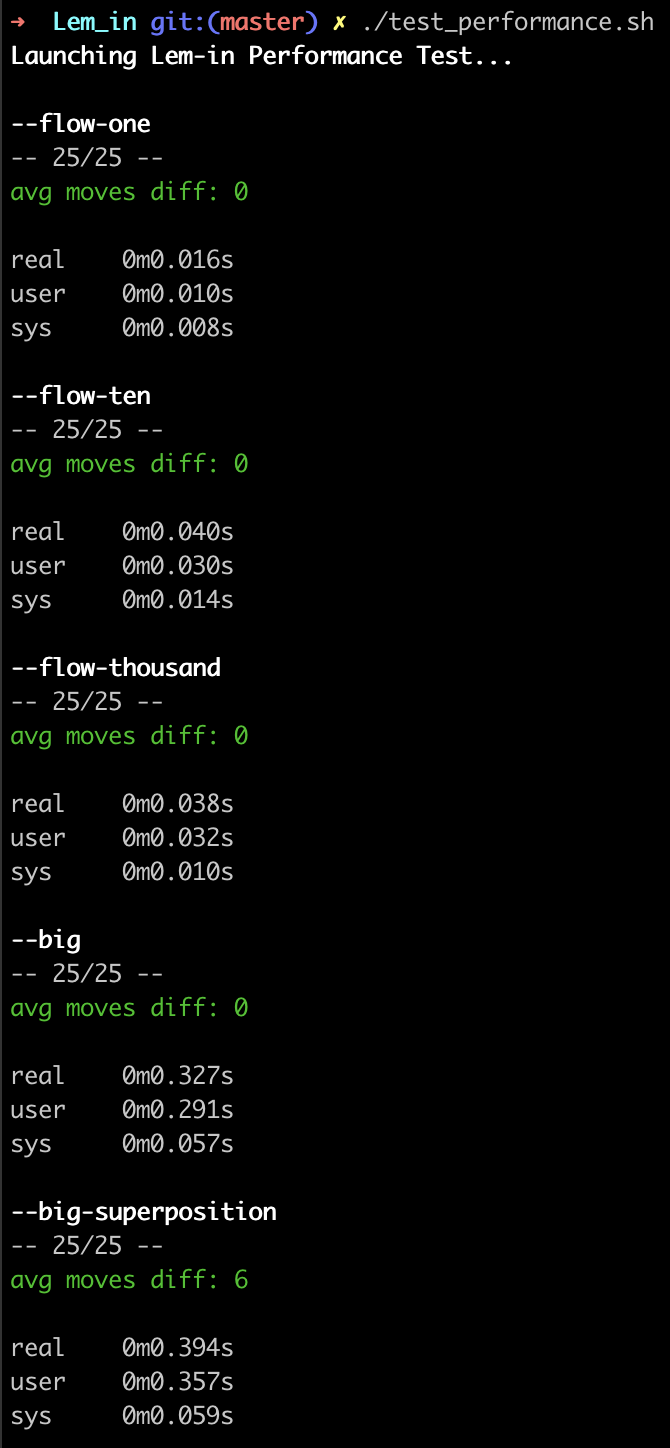 ➜  Lem_in git:(master) ✗ ./test_performance.sh
Launching Lem-in Performance Test...
--flow-one
-- 25/25 --
avg moves diff: 0
real    0m0.016s
user    0m0.010s
sys     0m0.008s
--flow-ten
-- 25/25 --
avg moves diff: 0
real    0m0.040s
user    0m0.030s
sys     0m0.014s
--flow-thousand
-- 25/25 --
avg moves diff: 0
real    0m0.038s
user    0m0.032s
sys     0m0.010s
--big
-- 25/25 --
avg moves diff: 0
real    0m0.327s
user    0m0.291s
sys     0m0.057s
--big-superposition
-- 25/25 --
avg moves diff: 6
real    0m0.394s
user    0m0.357s
sys     0m0.059s